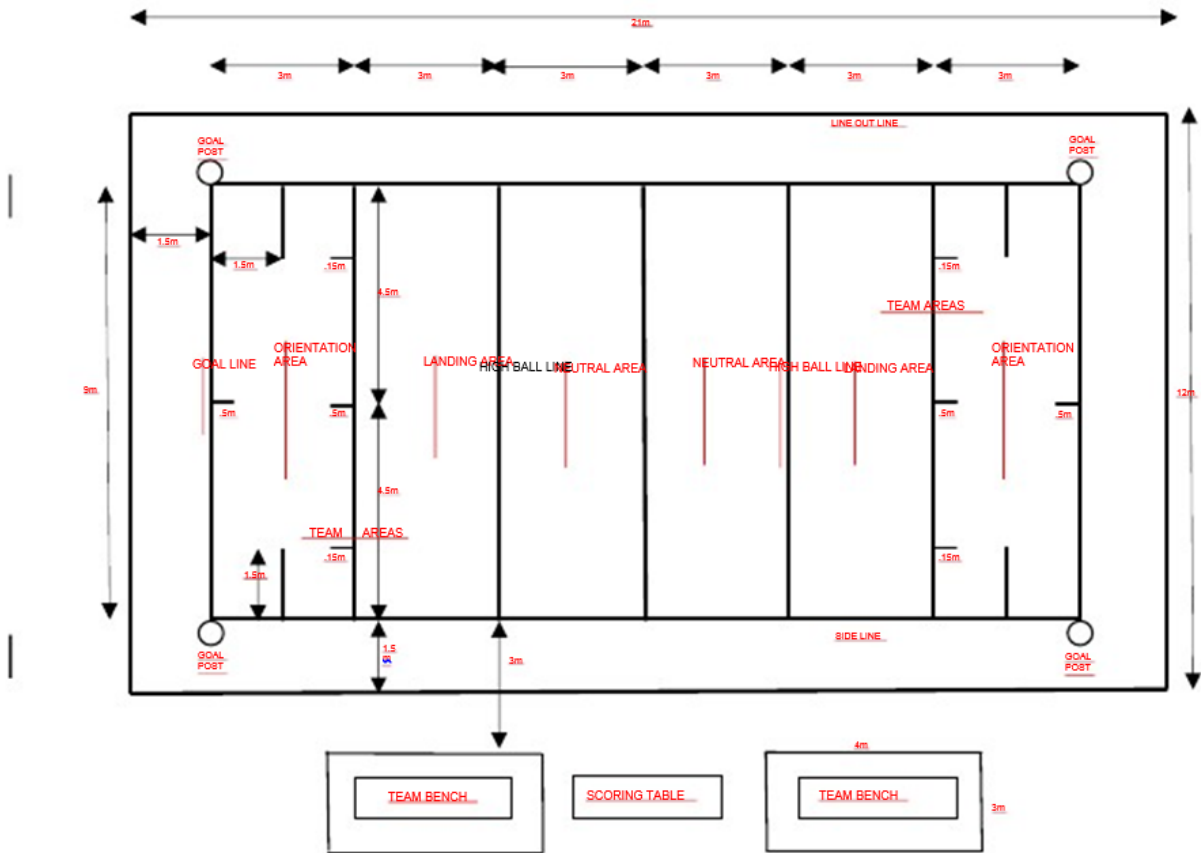 21m
3m 3m 3m 3m 3m 3m
LINE OUT LINE
GOAL
POST
GOAL
POST
1.5m
1.5m
.15m
.15m
4.5m
TEAM AREAS
GOAL LINE
ORIENTATION
AREA
LANDING AREA
HIGH BALL LINE
NEUTRAL AREA
NEUTRAL AREA
HIGH BALL LINE
LANDING AREA
ORIENTATION
AREA
9m
12m
.5m
.5m
.5m
.5m
4.5m
TEAM AREAS
.15m
.15m
1.5m
SIDE LINE
GOAL
POST
1.5
3m
GOAL
POST
4m
TEAM BENCH
SCORING TABLE
TEAM BENCH
3m